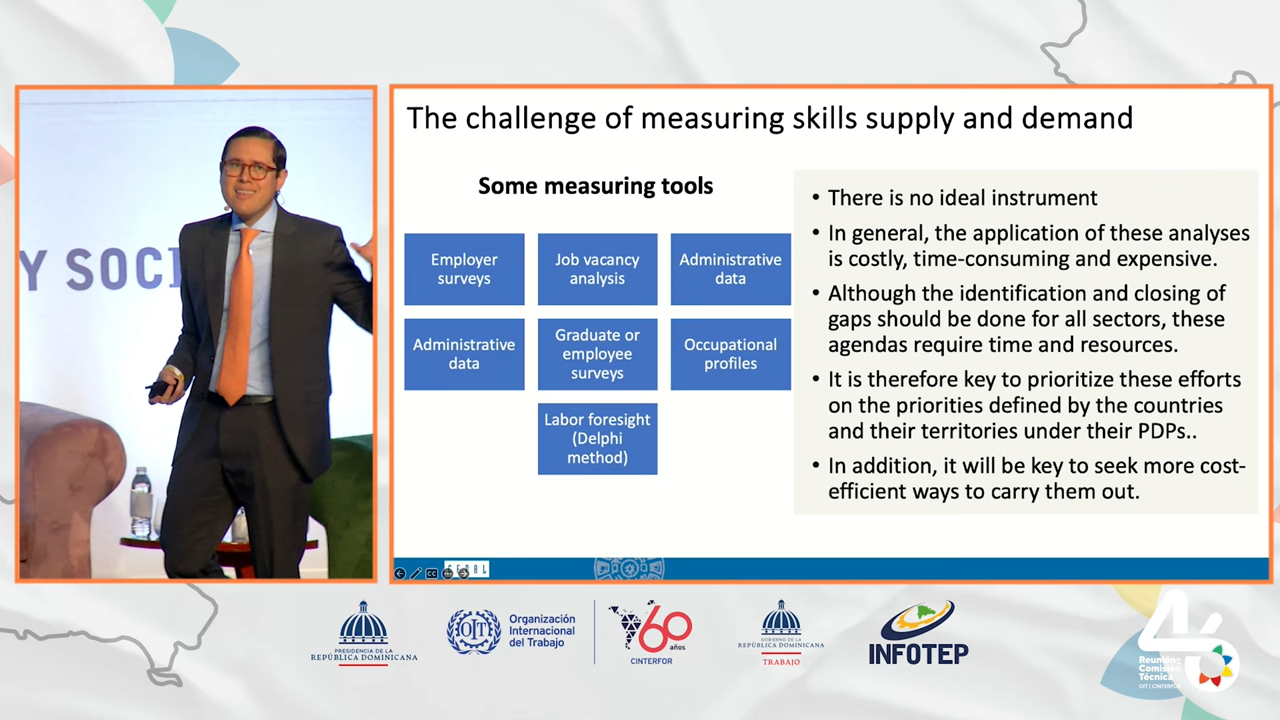 Y SOCI
The challenge of measuring skills supply and demand
Some measuring tools
Employer
surveys
Job vacancy
analysis
Administrative
data
Administrative
data
Graduate or
employee
surveys
Occupational
profiles
Labor foresight
(Delphi
method)
• There is no ideal instrument
• In general, the application of these analyses
is costly, time-consuming and expensive.
• Although the identification and closing of
gaps should be done for all sectors, these
agendas require time and resources.
• It is therefore key to prioritize these efforts
on the priorities defined by the countries
and their territories under their PDPs..
• In addition, it will be key to seek more cost-
efficient ways to carry them out.
CC
PRESIDENCIA DE LA
REPÚBLICA DOMINICANA
OIT
Organización
Internacional
del Trabajo
60
años
CINTERFOR
GOBIERNO DE LA
REPÚBLICA DOMINICANA
TRABAJO
INFOTEP
46
Reunión
Comisión
Técnica
OIT | CINTERFOR